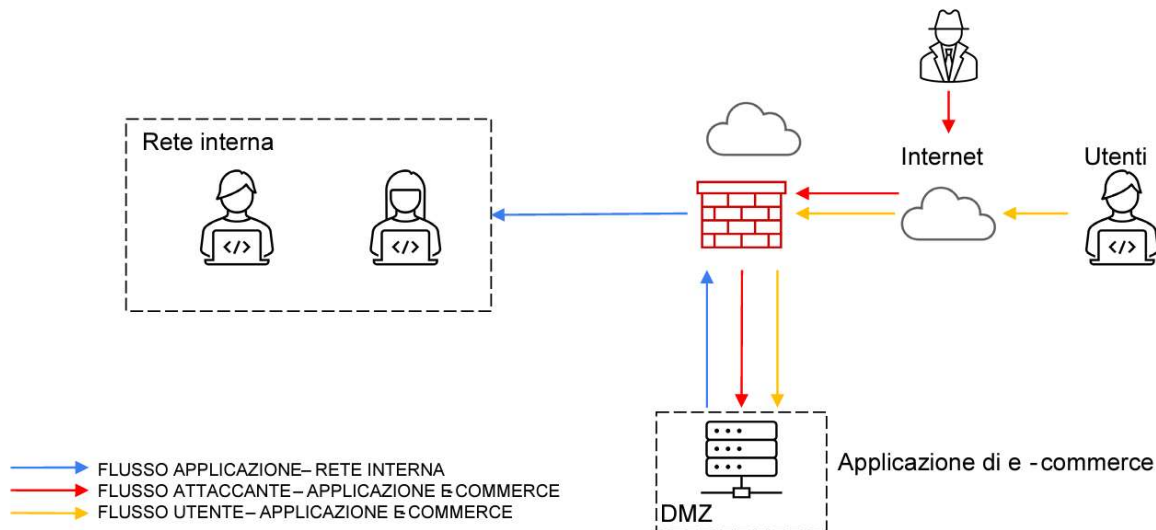 Rete interna
Internet
Utenti
</>
</>
</>
Applicazione di e -commerce
DMZ
FLUSSO APPLICAZIONE– RETE INTERNA
FLUSSO ATTACCANTE– APPLICAZIONE E-COMMERCE
FLUSSO UTENTE– APPLICAZIONE E-COMMERCE